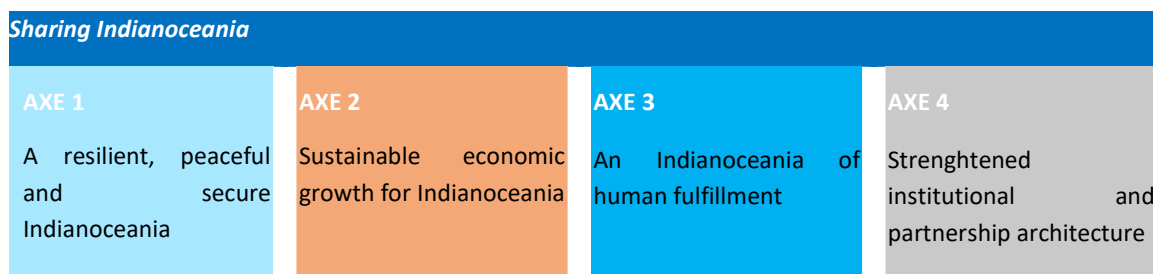 Sharing Indianoceania
AXE 1
A resilient, peaceful
and secure
Indianoceania
AXE 2
Sustainable economic
growth for Indianoceania
AXE 3
An Indianoceania of
human fulfillment
AXE 4
Strenghtened
institutional and
partnership architecture